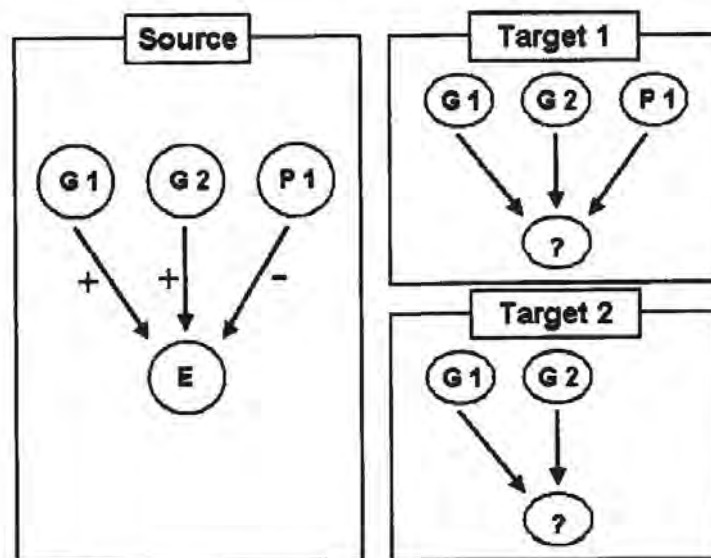 Source
G 1 G 2 P 1
+ + -
E
Target 1
G 1 G 2 P 1
?
Target 2
G 1 G 2
?